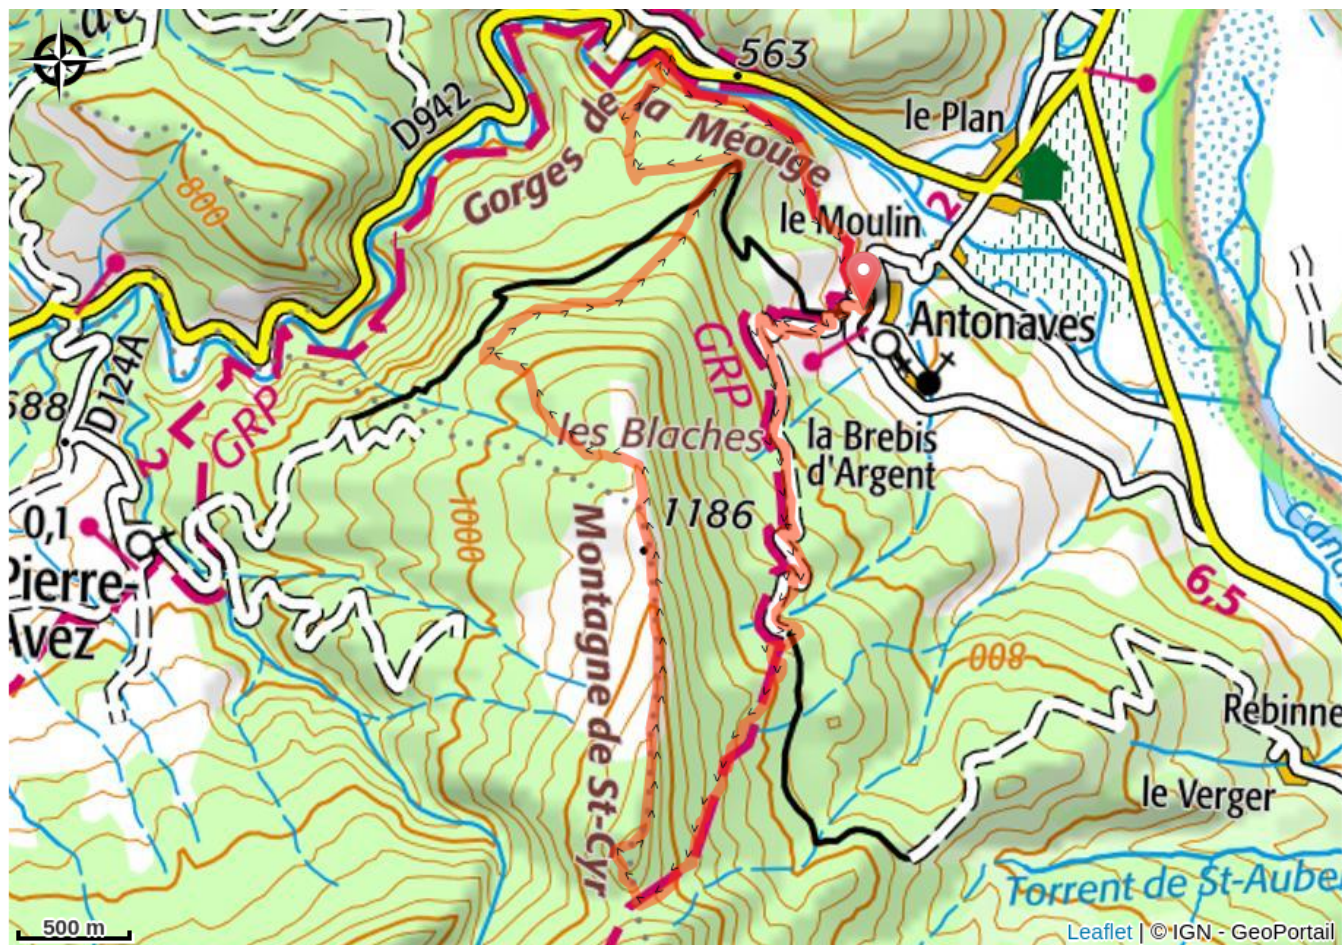 de
563
D942
le Plan
Gorges de la Méouge
800
2
le Moulin
Antonaves
GRP
688
D124A
GRP
2
les Blaches
la Brebis
d'Argent
1186
1000
0,1
Pierre-
Avez
Montagne de St-Cyr
6,5
800
Rebinne
le Verger
Torrent de St-Aube
500 m
Leaflet | © IGN - GeoPortail